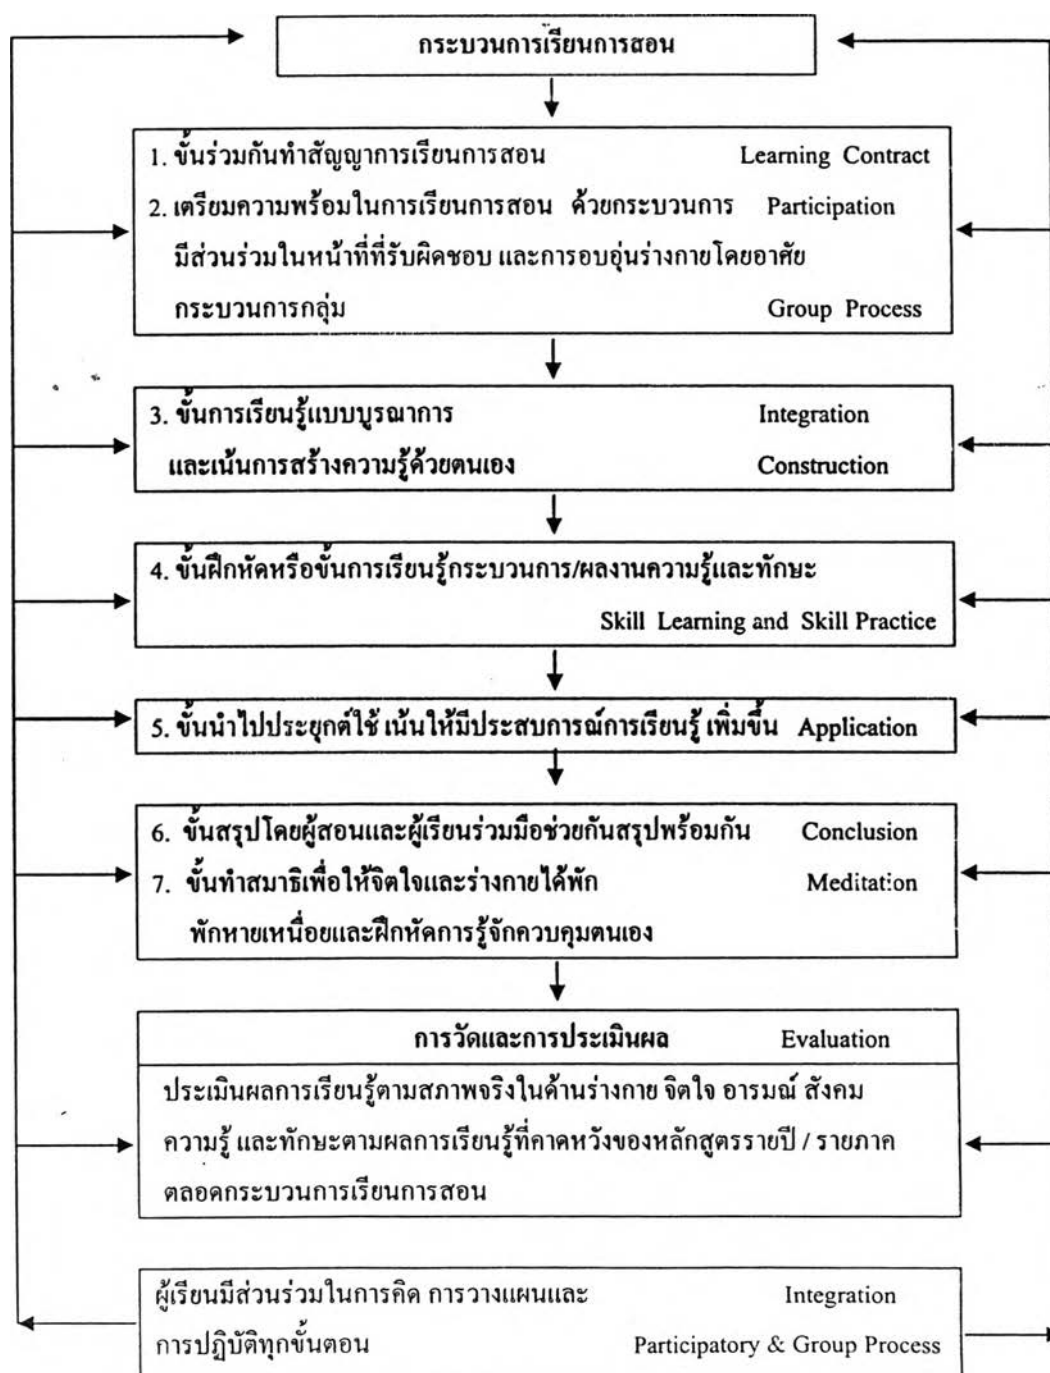 กระบวนการเรียนการสอน
1. ขั้นร่วมกันทำสัญญาการเรียนการสอน Learning Contract
2. เตรียมความพร้อมในการเรียนการสอน ด้วยกระบวนการ Participation
มีส่วนร่วมในหน้าที่ที่รับผิดชอบ และการอบอุ่นร่างกายโดยอาศัย
กระบวนการกลุ่ม Group Process
3. ขั้นการเรียนรู้แบบบูรณาการ Integration
และเน้นการสร้างความรู้ด้วยตนเอง Construction
4. ขั้นฝึกหัดหรือขั้นการเรียนรู้กระบวนการ/ผลงานความรู้และทักษะ
Skill Learning and Skill Practice
5. ขั้นนำไปประยุกต์ใช้ เน้นให้มีประสบการณ์การเรียนรู้ เพิ่มขึ้น Application
6. ขั้นสรุปโดยผู้สอนและผู้เรียนร่วมมือช่วยกันสรุปพร้อมกัน Conclusion
7. ขั้นทำสมาธิเพื่อให้จิตใจและร่างกายได้พัก Meditation
พักหายเหนื่อยและฝึกหัดการรู้จักควบคุมตนเอง
การวัดและการประเมินผล Evaluation
ประเมินผลการเรียนรู้ตามสภาพจริงในด้านร่างกาย จิตใจ อารมณ์ สังคม
ความรู้ และทักษะตามผลการเรียนรู้ที่คาดหวังของหลักสูตรรายปี / รายภาค
ตลอดกระบวนการเรียนการสอน
ผู้เรียนมีส่วนร่วมในการคิด การวางแผนและ Integration
การปฏิบัติทุกขั้นตอน Participatory & Group Process